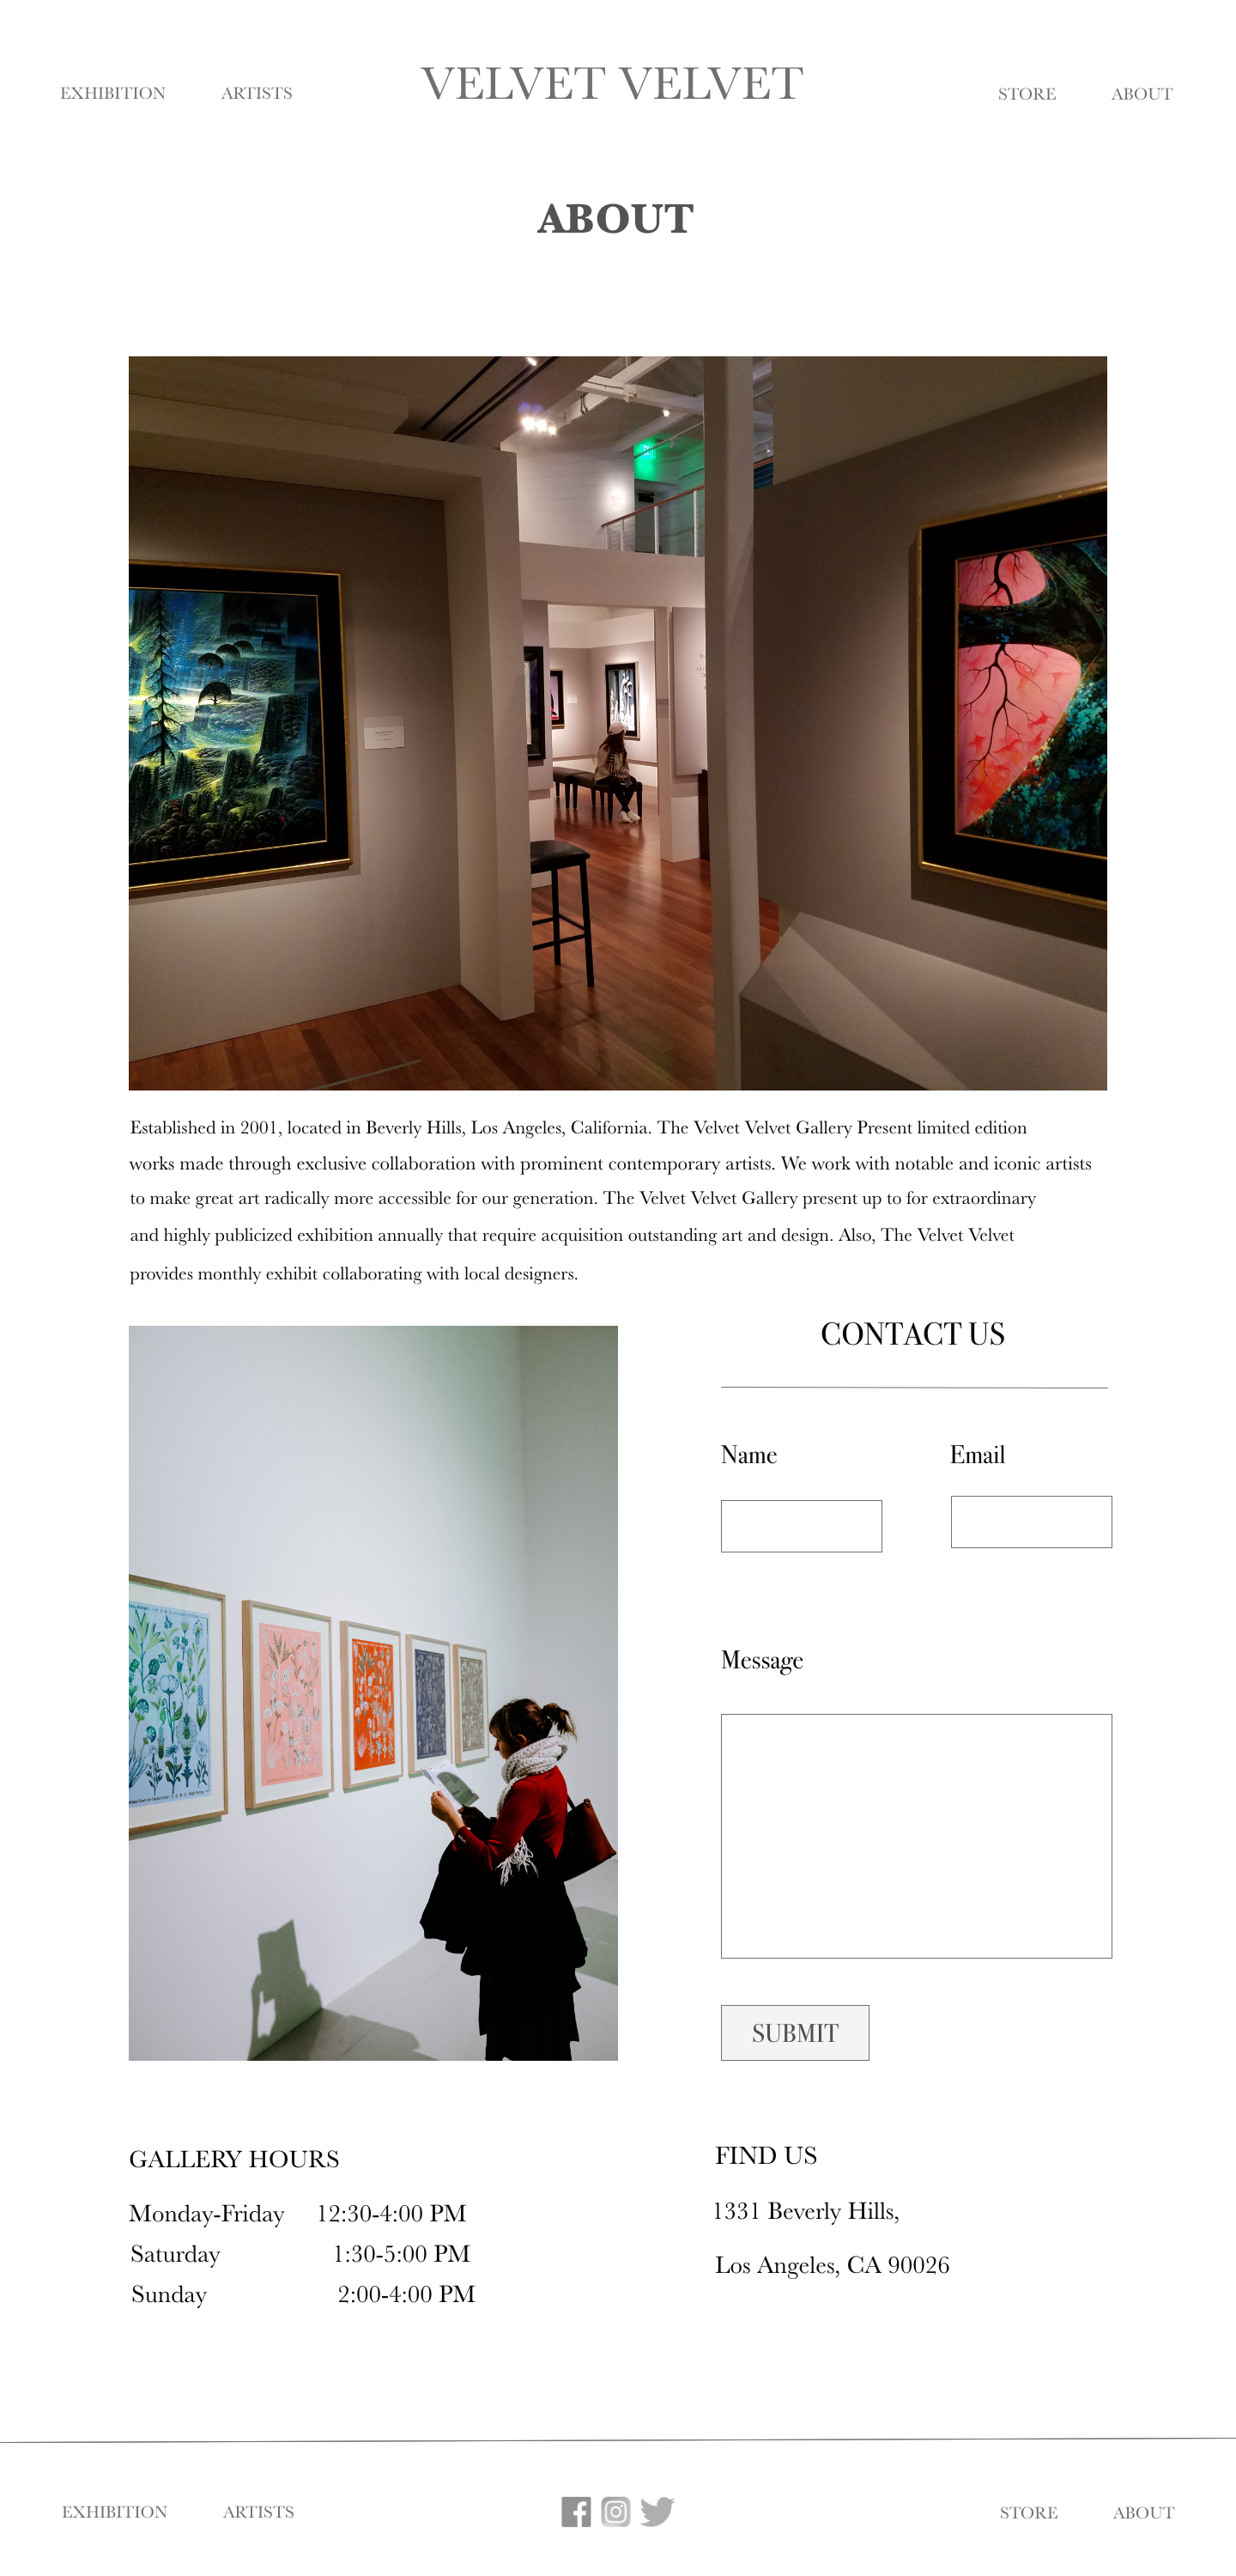 EXHIBITION ARTISTS VELVET VELVET STORE ABOUT
ABOUT
Established in 2001, located in Beverly Hills, Los Angeles, California. The Velvet Velvet Gallery Present limited edition
works made through exclusive collaboration with prominent contemporary artists. We work with notable and iconic artists
to make great art radically more accessible for our generation. The Velvet Velvet Gallery present up to for extraordinary
and highly publicized exhibition annually that require acquisition outstanding art and design. Also, The Velvet Velvet
provides monthly exhibit collaborating with local designers.
CONTACT US
Name Email
Message
SUBMIT
GALLERY HOURS
Monday-Friday 12:30-4:00 PM
Saturday 1:30-5:00 PM
Sunday 2:00-4:00 PM
FIND US
1331 Beverly Hills,
Los Angeles, CA 90026
EXHIBITION ARTISTS STORE ABOUT